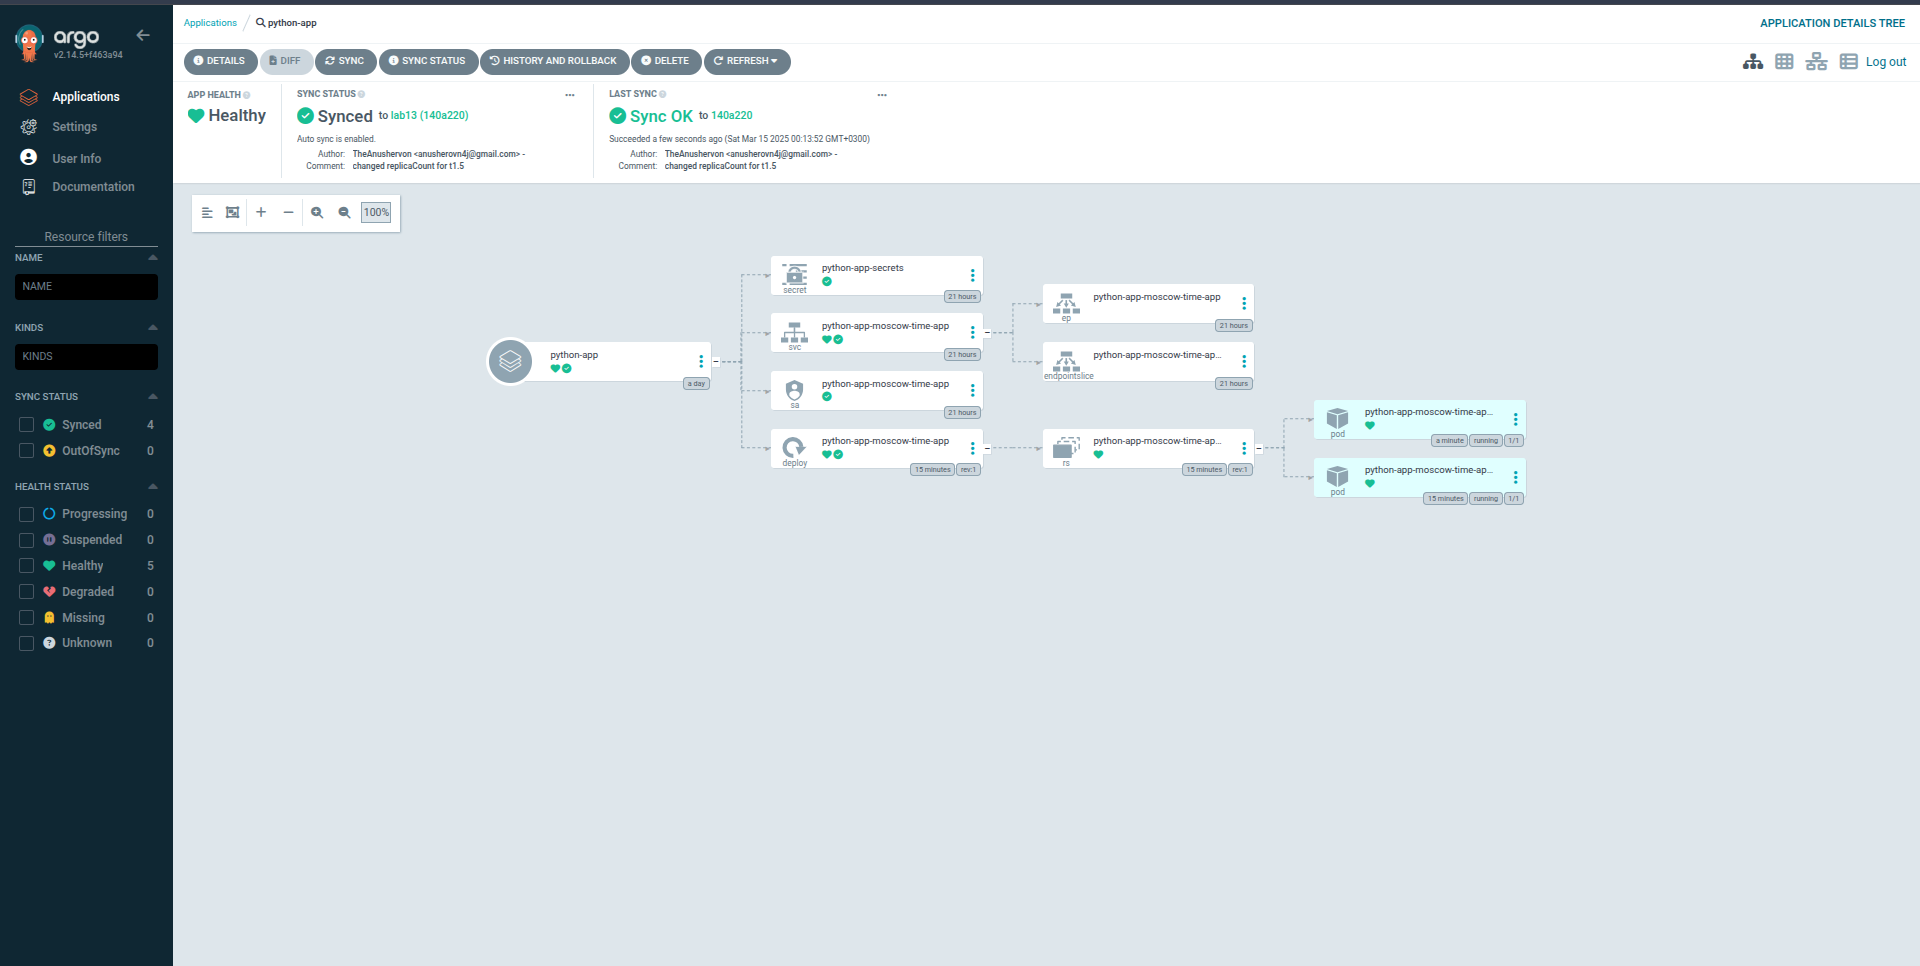 argo
v2.14.5+f463a94
Applications
Settings
User Info
Documentation
Resource filters
NAME
NAME
KINDS
KINDS
SYNC STATUS
Synced 4
OutOfSync 0
HEALTH STATUS
Progressing 0
Suspended 0
Healthy 5
Degraded 0
Missing 0
Unknown 0
Applications / python-app
APPLICATION DETAILS TREE
DETAILS DIFF SYNC SYNC STATUS HISTORY AND ROLLBACK DELETE REFRESH
Log out
APP HEALTH
Healthy
SYNC STATUS
Synced to lab13 (140a220)
Auto sync is enabled.
Author: TheAnushervon <anusherovn4j@gmail.com> -
Comment: changed replicaCount for t1.5
LAST SYNC
Sync OK to 140a220
Succeeded a few seconds ago (Sat Mar 15 2025 00:13:52 GMT+0300)
Author: TheAnushervon <anusherovn4j@gmail.com> -
Comment: changed replicaCount for t1.5
100%
python-app
a day
python-app-secrets
secret
21 hours
python-app-moscow-time-app
svc
21 hours
python-app-moscow-time-app
sa
21 hours
python-app-moscow-time-app
deploy
15 minutes rev:1
python-app-moscow-time-app
ep
21 hours
python-app-moscow-time-ap...
endpointslice
21 hours
python-app-moscow-time-ap...
rs
15 minutes rev:1
python-app-moscow-time-ap...
pod
a minute running 1/1
python-app-moscow-time-ap...
pod
15 minutes running 1/1